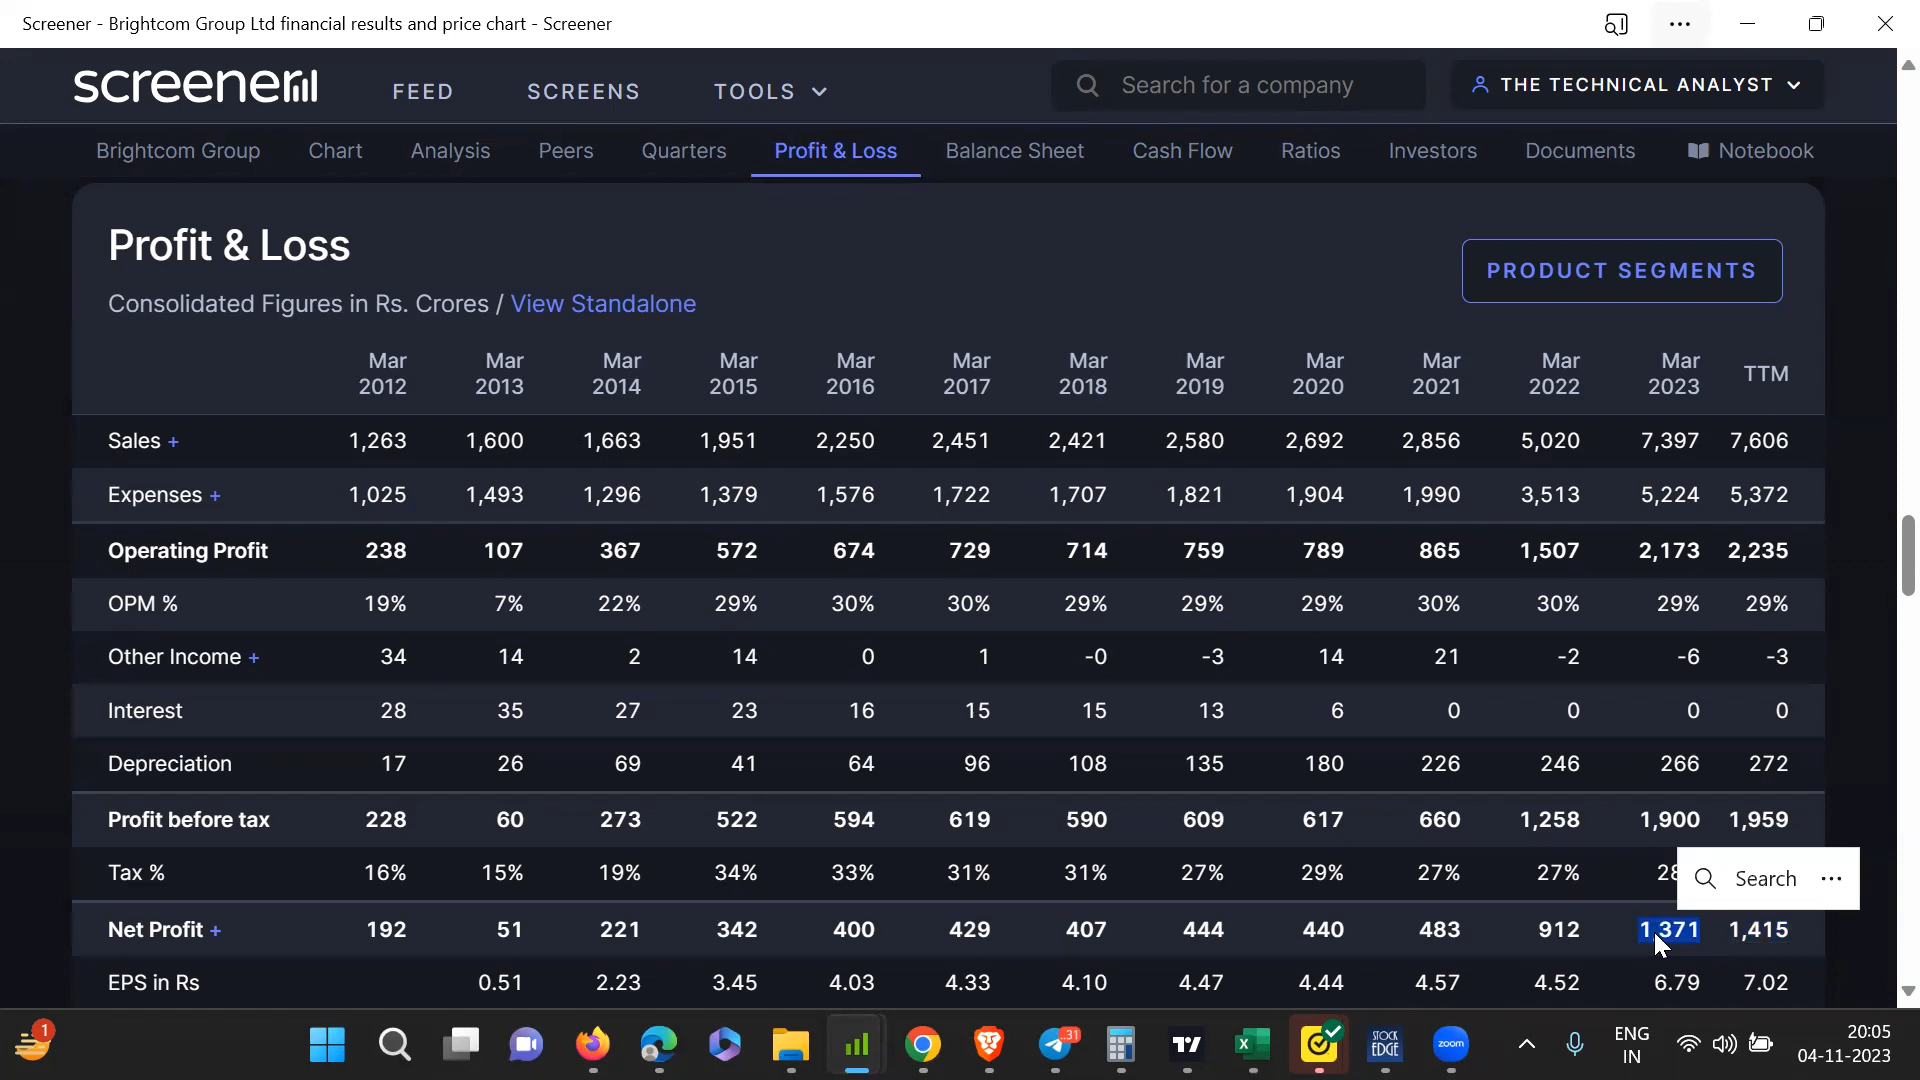 Screener - Brightcom Group Ltd financial results and price chart - Screener
screener FEED SCREENS TOOLS Search for a company THE TECHNICAL ANALYST
Brightcom Group Chart Analysis Peers Quarters Profit & Loss Balance Sheet Cash Flow Ratios Investors Documents Notebook
Profit & Loss
PRODUCT SEGMENTS
Consolidated Figures in Rs. Crores / View Standalone
Mar 2012 Mar 2013 Mar 2014 Mar 2015 Mar 2016 Mar 2017 Mar 2018 Mar 2019 Mar 2020 Mar 2021 Mar 2022 Mar 2023 TTM
Sales + 1,263 1,600 1,663 1,951 2,250 2,451 2,421 2,580 2,692 2,856 5,020 7,397 7,606
Expenses + 1,025 1,493 1,296 1,379 1,576 1,722 1,707 1,821 1,904 1,990 3,513 5,224 5,372
Operating Profit 238 107 367 572 674 729 714 759 789 865 1,507 2,173 2,235
OPM % 19% 7% 22% 29% 30% 30% 29% 29% 29% 30% 30% 29% 29%
Other Income + 34 14 2 14 0 1 -0 -3 14 21 -2 -6 -3
Interest 28 35 27 23 16 15 15 13 6 0 0 0 0
Depreciation 17 26 69 41 64 96 108 135 180 226 246 266 272
Profit before tax 228 60 273 522 594 619 590 609 617 660 1,258 1,900 1,959
Tax % 16% 15% 19% 34% 33% 31% 31% 27% 29% 27% 27% 28
Search ...
Net Profit + 192 51 221 342 400 429 407 444 440 483 912 1,371 1,415
EPS in Rs 0.51 2.23 3.45 4.03 4.33 4.10 4.47 4.44 4.57 4.52 6.79 7.02
1 31 STOCK EDGE zoom ENG IN 20:05
04-11-2023